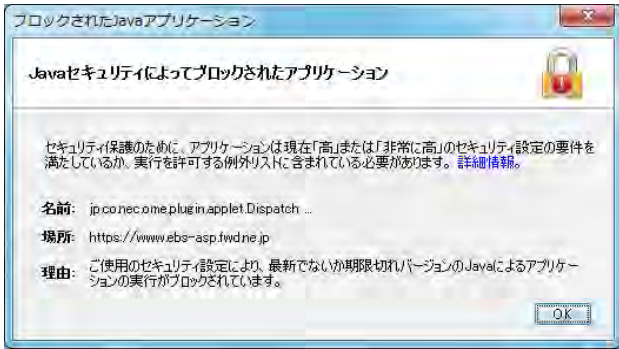 ブロックされたJavaアプリケーション
Javaセキュリティによってブロックされたアプリケーション
セキュリティ保護のために、アプリケーションは現在「高」または「非常に高」のセキュリティ設定の要件を
満たしているか、実行を許可する例外リストに含まれている必要があります。詳細情報。
名前: jp.co.nec.ome.plugin.applet.Dispatch ...
場所: https://www.ebs-asp.fwd.ne.jp
理由: ご使用のセキュリティ設定により、最新でないか期限切れバージョンのJavaによるアプリケー
ションの実行がブロックされています。
OK